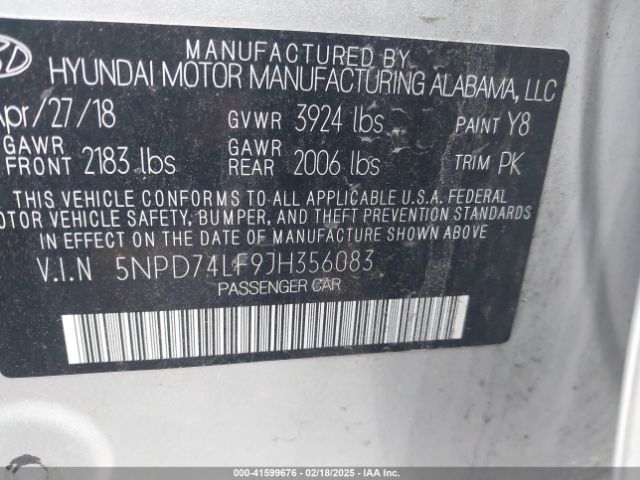 MANUFACTURED BY
HYUNDAI MOTOR MANUFACTURING ALABAMA, LLC
Apr/27/18 GVWR 3924 lbs PAINT Y8
GAWR FRONT 2183 lbs GAWR REAR 2006 lbs TRIM PK
THIS VEHICLE CONFORMS TO ALL APPLICABLE U.S.A. FEDERAL
MOTOR VEHICLE SAFETY, BUMPER, AND THEFT PREVENTION STANDARDS
IN EFFECT ON THE DATE OF MANUFACTURE SHOWN ABOVE
V.I.N 5NPD74LF9JH356083
PASSENGER CAR
000-41599676 - 02/18/2025 - IAA Inc.